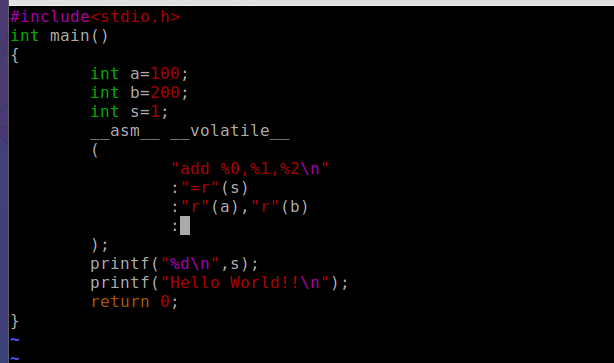 #include<stdio.h>
int main()
{
        int a=100;
        int b=200;
        int s=1;
        __asm__ __volatile__
        (
                "add %0,%1,%2\n"
                :"=r"(s)
                :"r"(a),"r"(b)
                :
        );
        printf("%d\n",s);
        printf("Hello World!!\n");
        return 0;
}
~
~